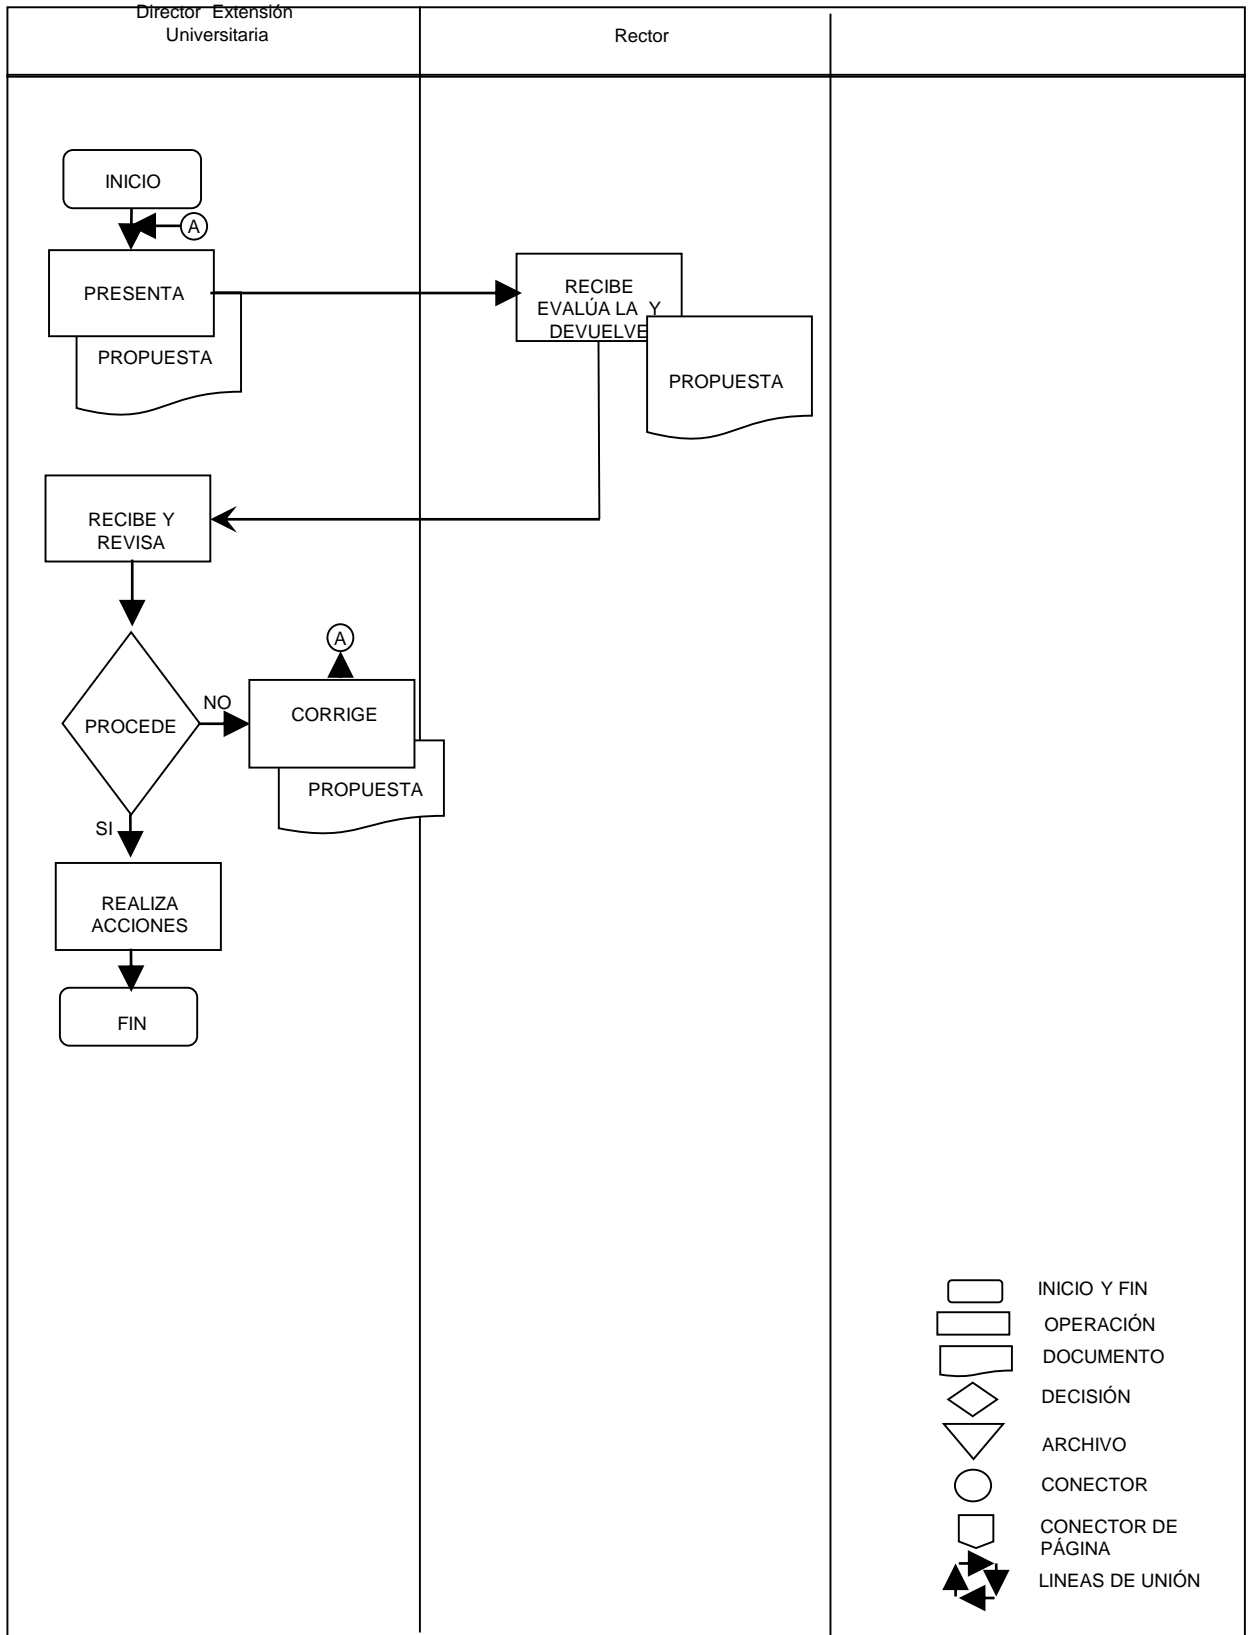 Director Extensión
Universitaria
Rector
INICIO
A
PRESENTA
PROPUESTA
RECIBE
EVALÚA LA Y
DEVUELVE
PROPUESTA
RECIBE Y
REVISA
A
PROCEDE
NO
CORRIGE
PROPUESTA
SI
REALIZA
ACCIONES
FIN
INICIO Y FIN
OPERACIÓN
DOCUMENTO
DECISIÓN
ARCHIVO
CONECTOR
CONECTOR DE
PÁGINA
LINEAS DE UNIÓN